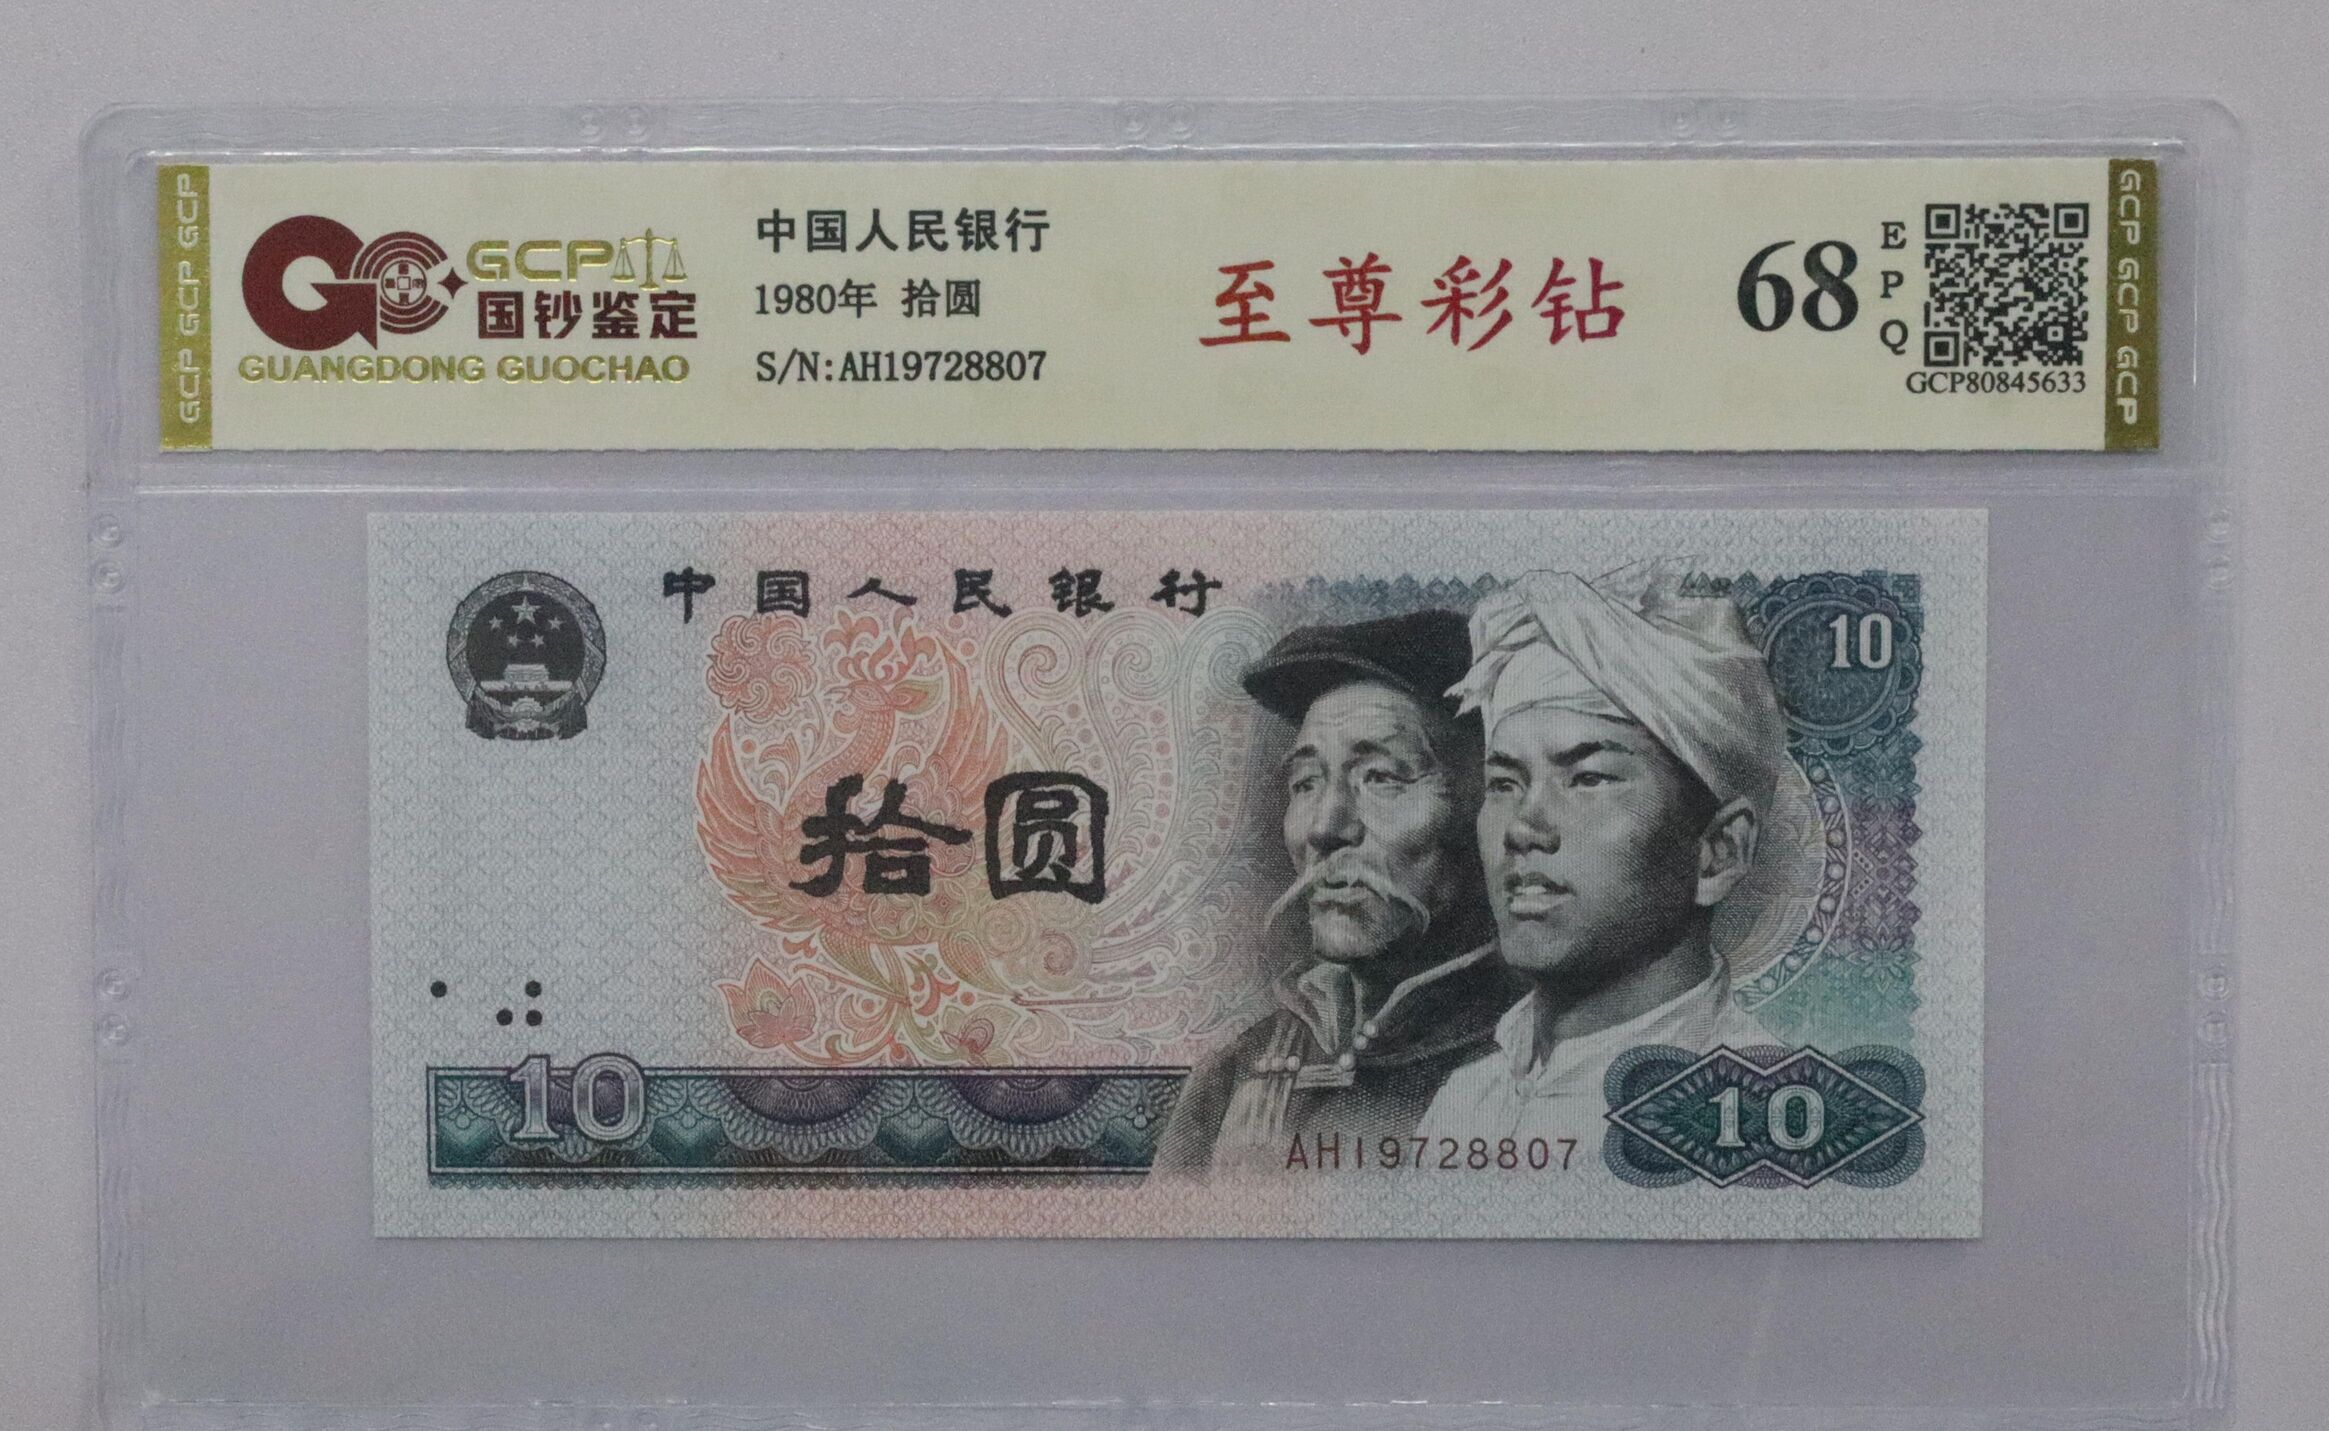 GCP GCP GCP
GCP
国钞鉴定
GUANGDONG GUOCHAO
中国人民银行
1980年 拾圆
S/N:AH19728807
至尊彩钻
68
EPQ
GCP80845633
GCP GCP GCP
中国人民银行
10
拾圆
10
AH19728807
10